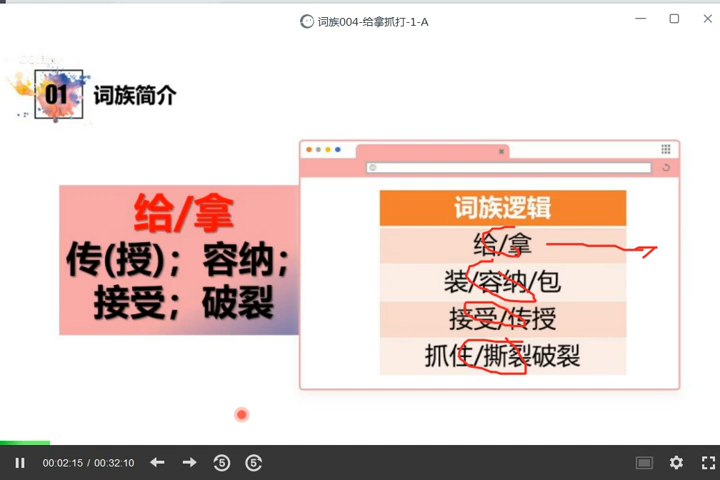 词族004-给拿抓打-1-A
01 词族简介
给/拿
传(授)；容纳；
接受；破裂
词族逻辑
给/拿
装/容纳/包
接受/传授
抓住/撕裂破裂
00:02:15 / 00:32:10
5 5